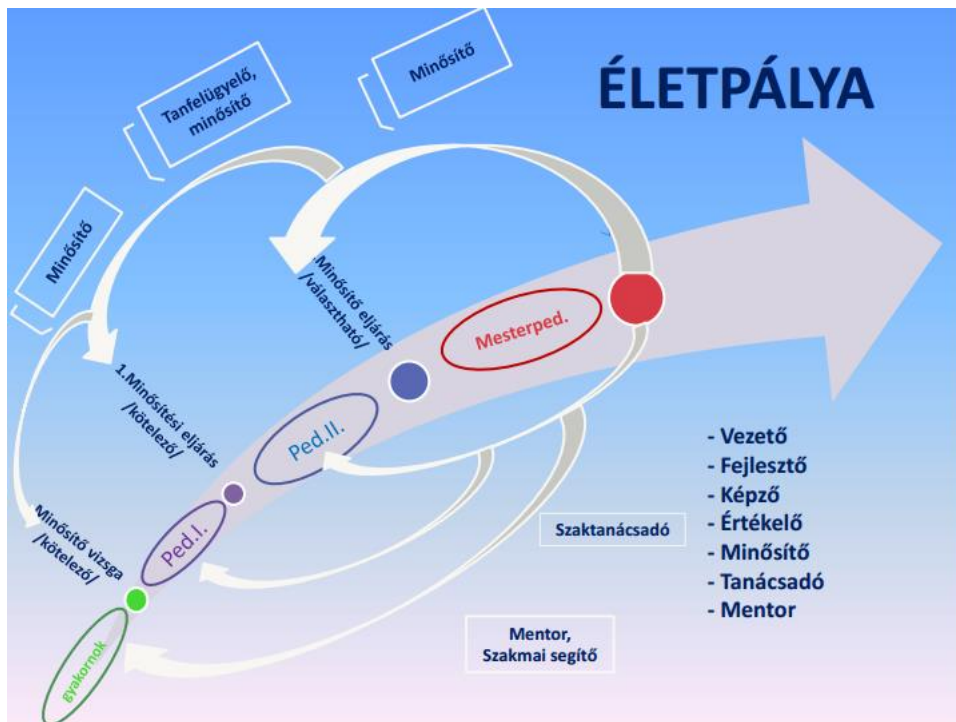 ÉLETPÁLYA
Minősítő
Tanfelügyelő,
minősítő
Minősítő
.Minősítő eljárás
/választható/
1.Minősítési eljárás
/kötelező/
Minősítő vizsga
/kötelező/
Mesterped.
Ped.II.
Ped.I.
gyakornok
- Vezető
- Fejlesztő
- Képző
- Értékelő
- Minősítő
- Tanácsadó
- Mentor
Szaktanácsadó
Mentor,
Szakmai segítő